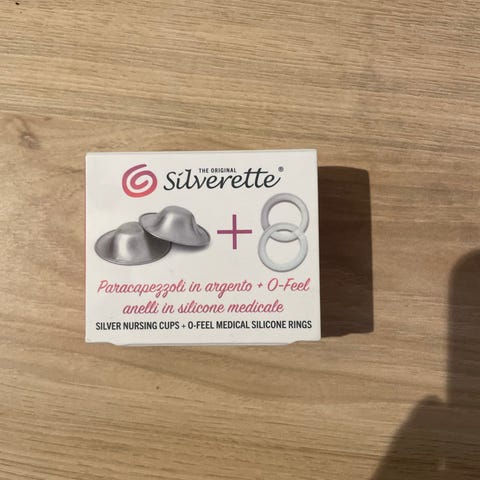 THE ORIGINAL
Silverette®
Paracapezzoli in argento + O-Feel
anelli in silicone medicale
SILVER NURSING CUPS + O-FEEL MEDICAL SILICONE RINGS